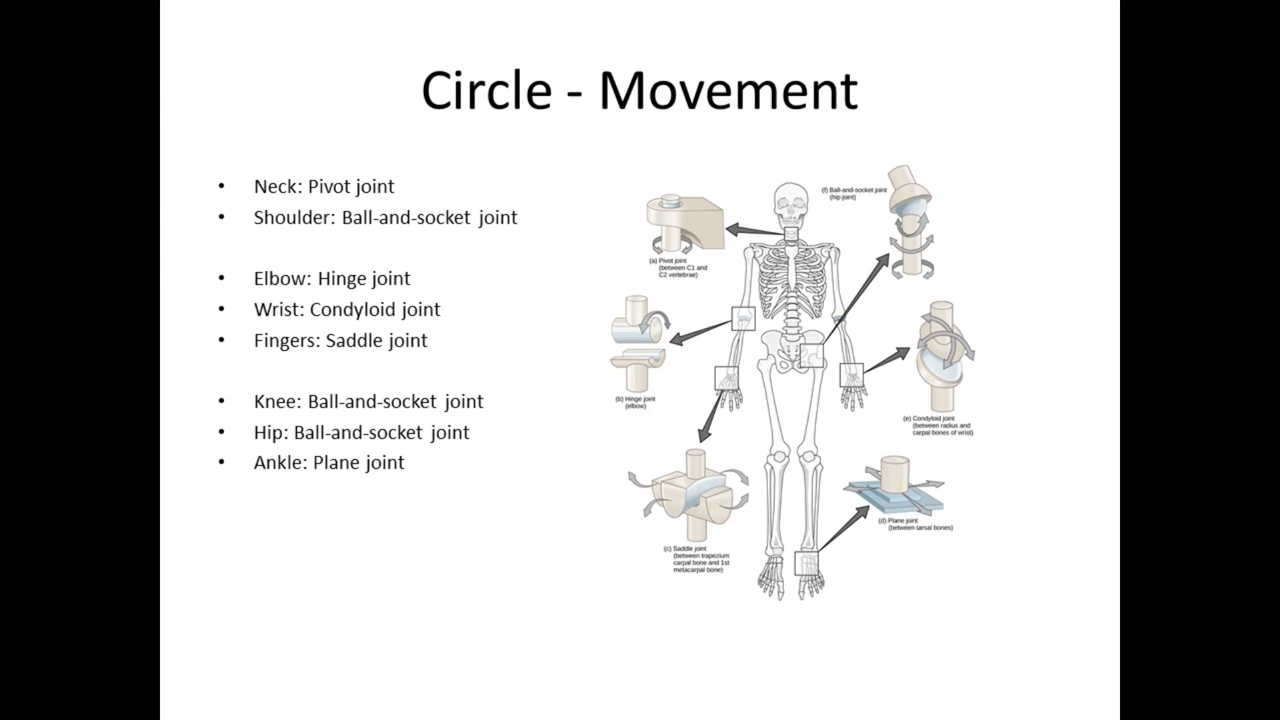 Circle - Movement
• Neck: Pivot joint
• Shoulder: Ball-and-socket joint
• Elbow: Hinge joint
• Wrist: Condyloid joint
• Fingers: Saddle joint
• Knee: Ball-and-socket joint
• Hip: Ball-and-socket joint
• Ankle: Plane joint
(f) Ball-and-socket joint
(hip joint)
(a) Pivot joint
(between C1 and
C2 vertebrae)
(b) Hinge joint
(elbow)
(e) Condyloid joint
(between radius and
carpal bones of wrist)
(c) Saddle joint
(between trapezium
carpal bone and 1st
metacarpal bone)
(d) Plane joint
(between tarsal bones)